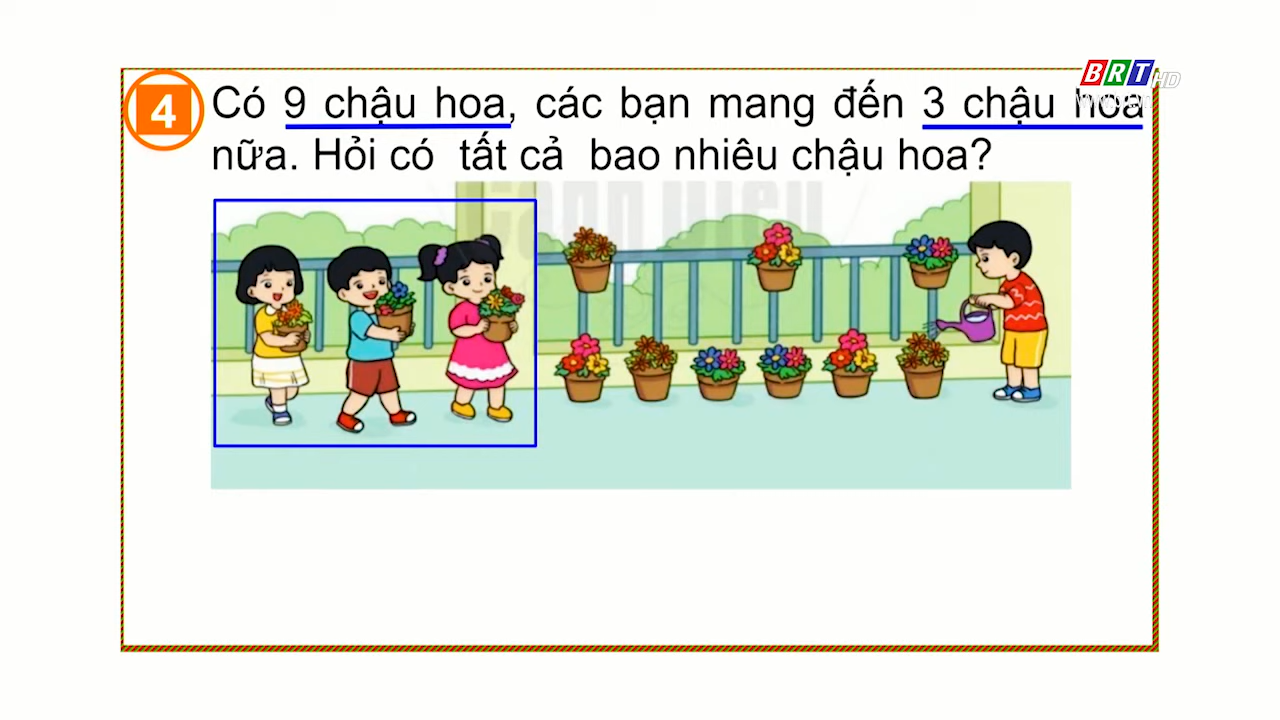 BRT HD
4
Có 9 chậu hoa, các bạn mang đến 3 chậu hoa
nữa. Hỏi có tất cả bao nhiêu chậu hoa?